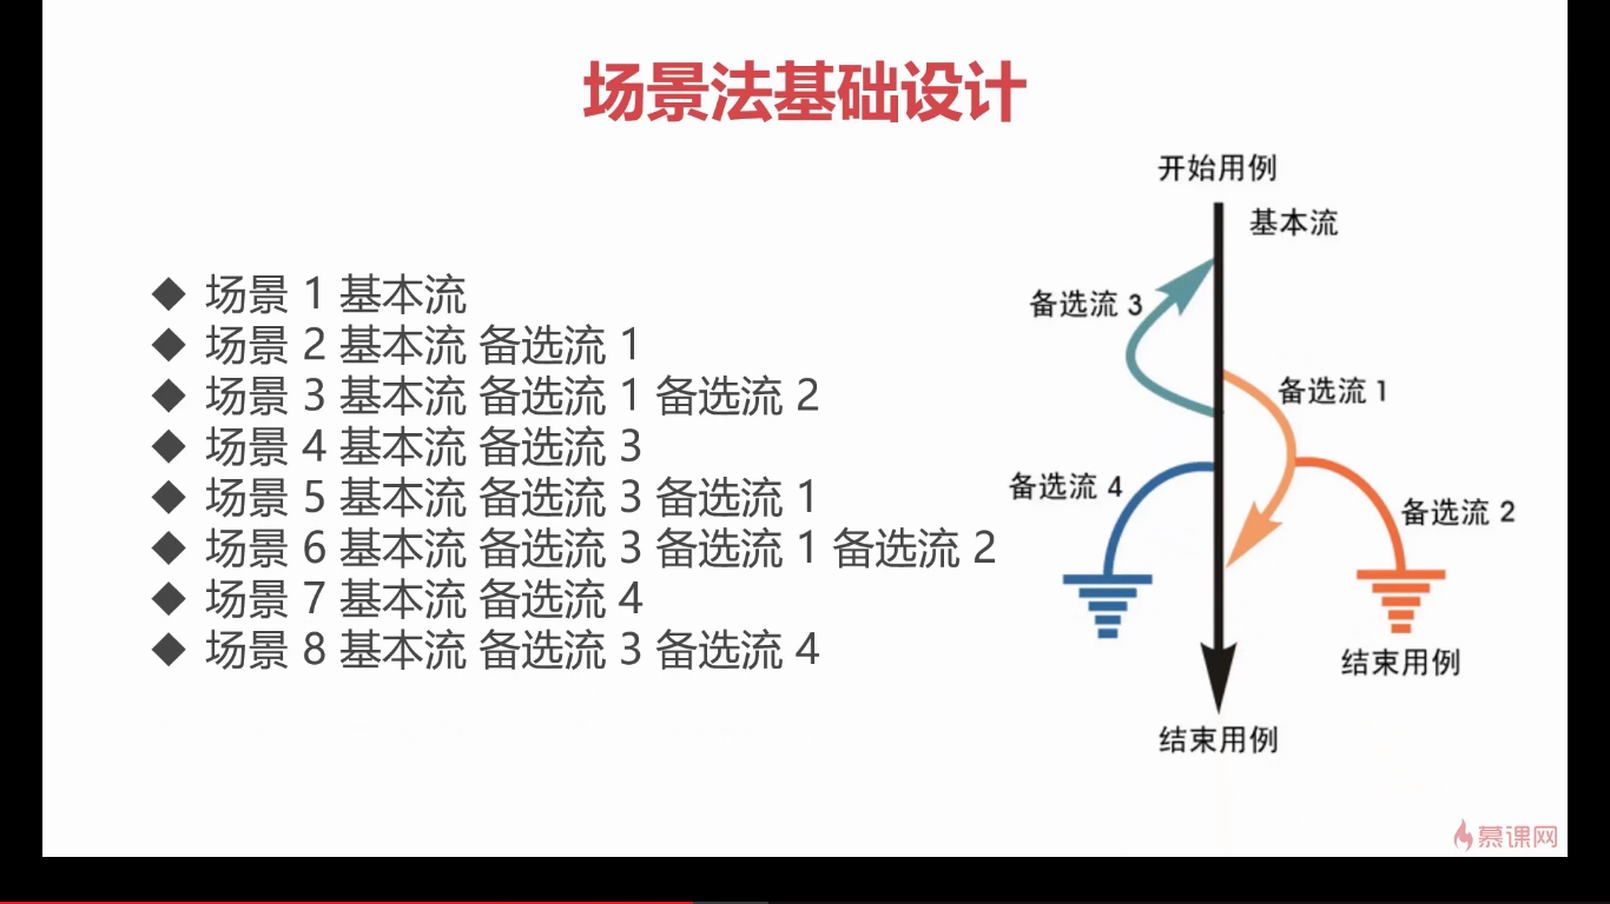 场景法基础设计
◆ 场景 1 基本流
◆ 场景 2 基本流 备选流 1
◆ 场景 3 基本流 备选流 1 备选流 2
◆ 场景 4 基本流 备选流 3
◆ 场景 5 基本流 备选流 3 备选流 1
◆ 场景 6 基本流 备选流 3 备选流 1 备选流 2
◆ 场景 7 基本流 备选流 4
◆ 场景 8 基本流 备选流 3 备选流 4
开始用例
基本流
备选流 3
备选流 1
备选流 4
备选流 2
结束用例
结束用例
慕课网